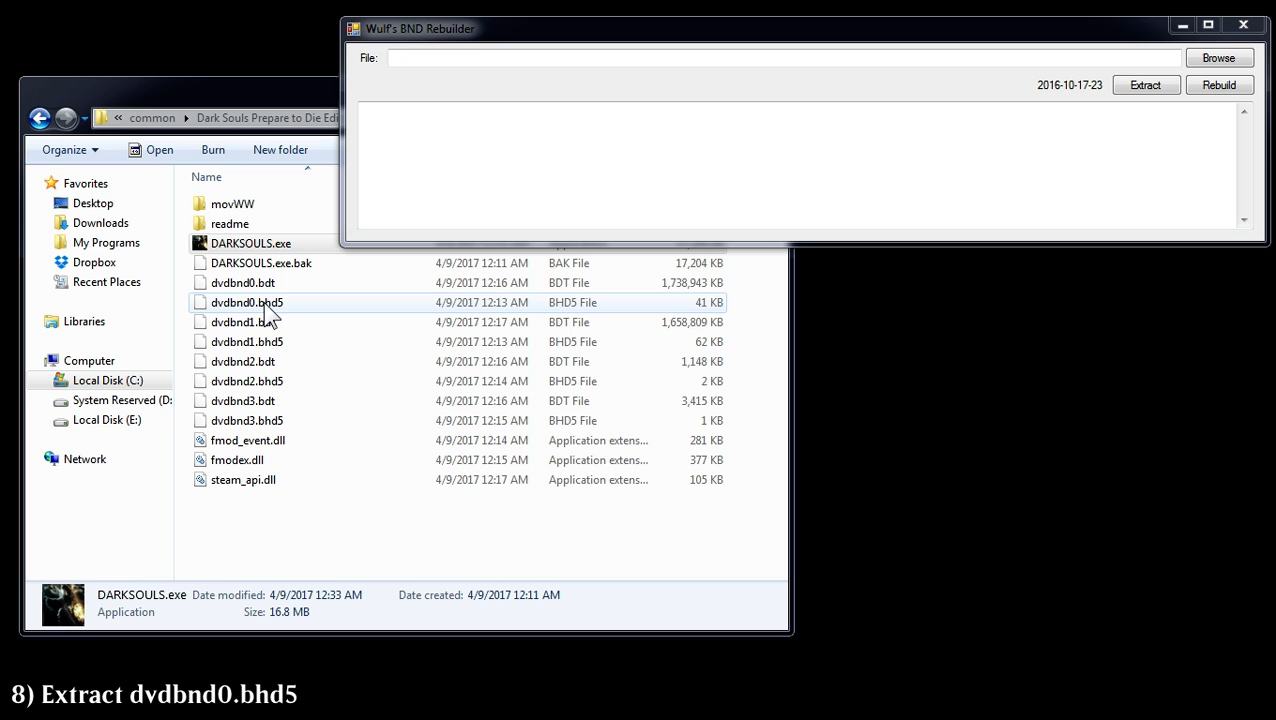 Wulf's BND Rebuilder
File:
Browse
2016-10-17-23
Extract
Rebuild
common
Dark Souls Prepare to Die Edi
Organize
Open
Burn
New folder
Favorites
Desktop
Downloads
My Programs
Dropbox
Recent Places
Libraries
Computer
Local Disk (C:)
System Reserved (D:
Local Disk (E:)
Network
Name
movWW
readme
DARKSOULS.exe
DARKSOULS.exe.bak 4/9/2017 12:11 AM BAK File 17,204 KB
dvdbnd0.bdt 4/9/2017 12:16 AM BDT File 1,738,943 KB
dvdbnd0.bhd5 4/9/2017 12:13 AM BHD5 File 41 KB
dvdbnd1.b 4/9/2017 12:17 AM BDT File 1,658,809 KB
dvdbnd1.bhd5 4/9/2017 12:13 AM BHD5 File 62 KB
dvdbnd2.bdt 4/9/2017 12:16 AM BDT File 1,148 KB
dvdbnd2.bhd5 4/9/2017 12:14 AM BHD5 File 2 KB
dvdbnd3.bdt 4/9/2017 12:16 AM BDT File 3,415 KB
dvdbnd3.bhd5 4/9/2017 12:13 AM BHD5 File 1 KB
fmod_event.dll 4/9/2017 12:14 AM Application extens... 281 KB
fmodex.dll 4/9/2017 12:15 AM Application extens... 377 KB
steam_api.dll 4/9/2017 12:17 AM Application extens... 105 KB
DARKSOULS.exe Date modified: 4/9/2017 12:33 AM Date created: 4/9/2017 12:11 AM
Application Size: 16.8 MB
8) Extract dvdbnd0.bhd5